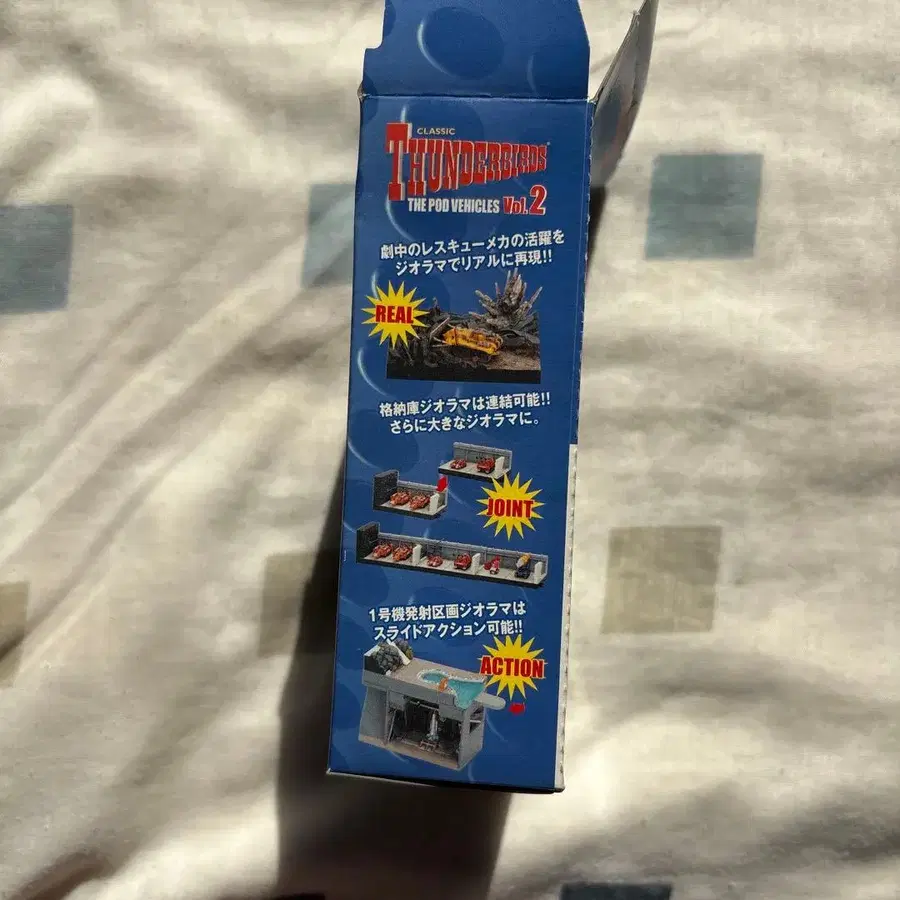 CLASSIC
THUNDERBIRDS
THE POD VEHICLES Vol.2
劇中のレスキューメカの活躍を
ジオラマでリアルに再現!!
REAL
格納庫ジオラマは連結可能!!
さらに大きなジオラマに。
JOINT
1号機発射区画ジオラマは
スライドアクション可能!!
ACTION